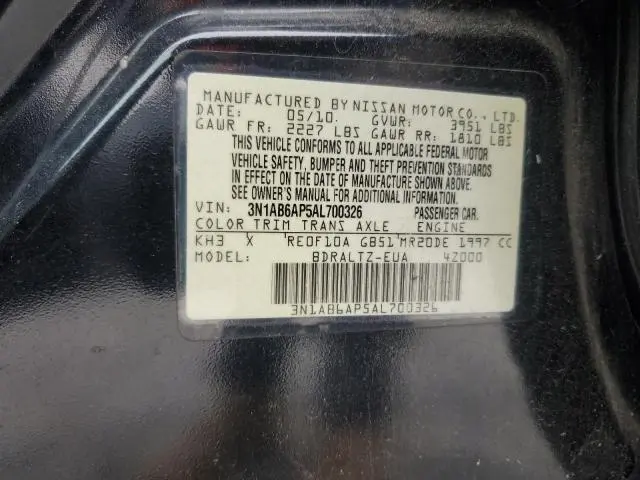 MANUFACTURED BY NISSAN MOTOR CO., LTD.
DATE: 05/10. GVWR: 3951 LBS
GAWR FR: 2227 LBS GAWR RR: 1810 LBS
THIS VEHICLE CONFORMS TO ALL APPLICABLE FEDERAL MOTOR
VEHICLE SAFETY, BUMPER AND THEFT PREVENTION STANDARDS
IN EFFECT ON THE DATE OF MANUFACTURE SHOWN ABOVE.
SEE OWNER'S MANUAL FOR ADDITIONAL INFORMATION.
VIN: 3N1AB6AP5AL700326 PASSENGER CAR.
COLOR TRIM TRANS AXLE ENGINE
KH3 X RE0F10A GB51 MR20DE 1997 CC
MODEL: BDRALTZ-EUA 4Z000
3N1AB6AP5AL700326